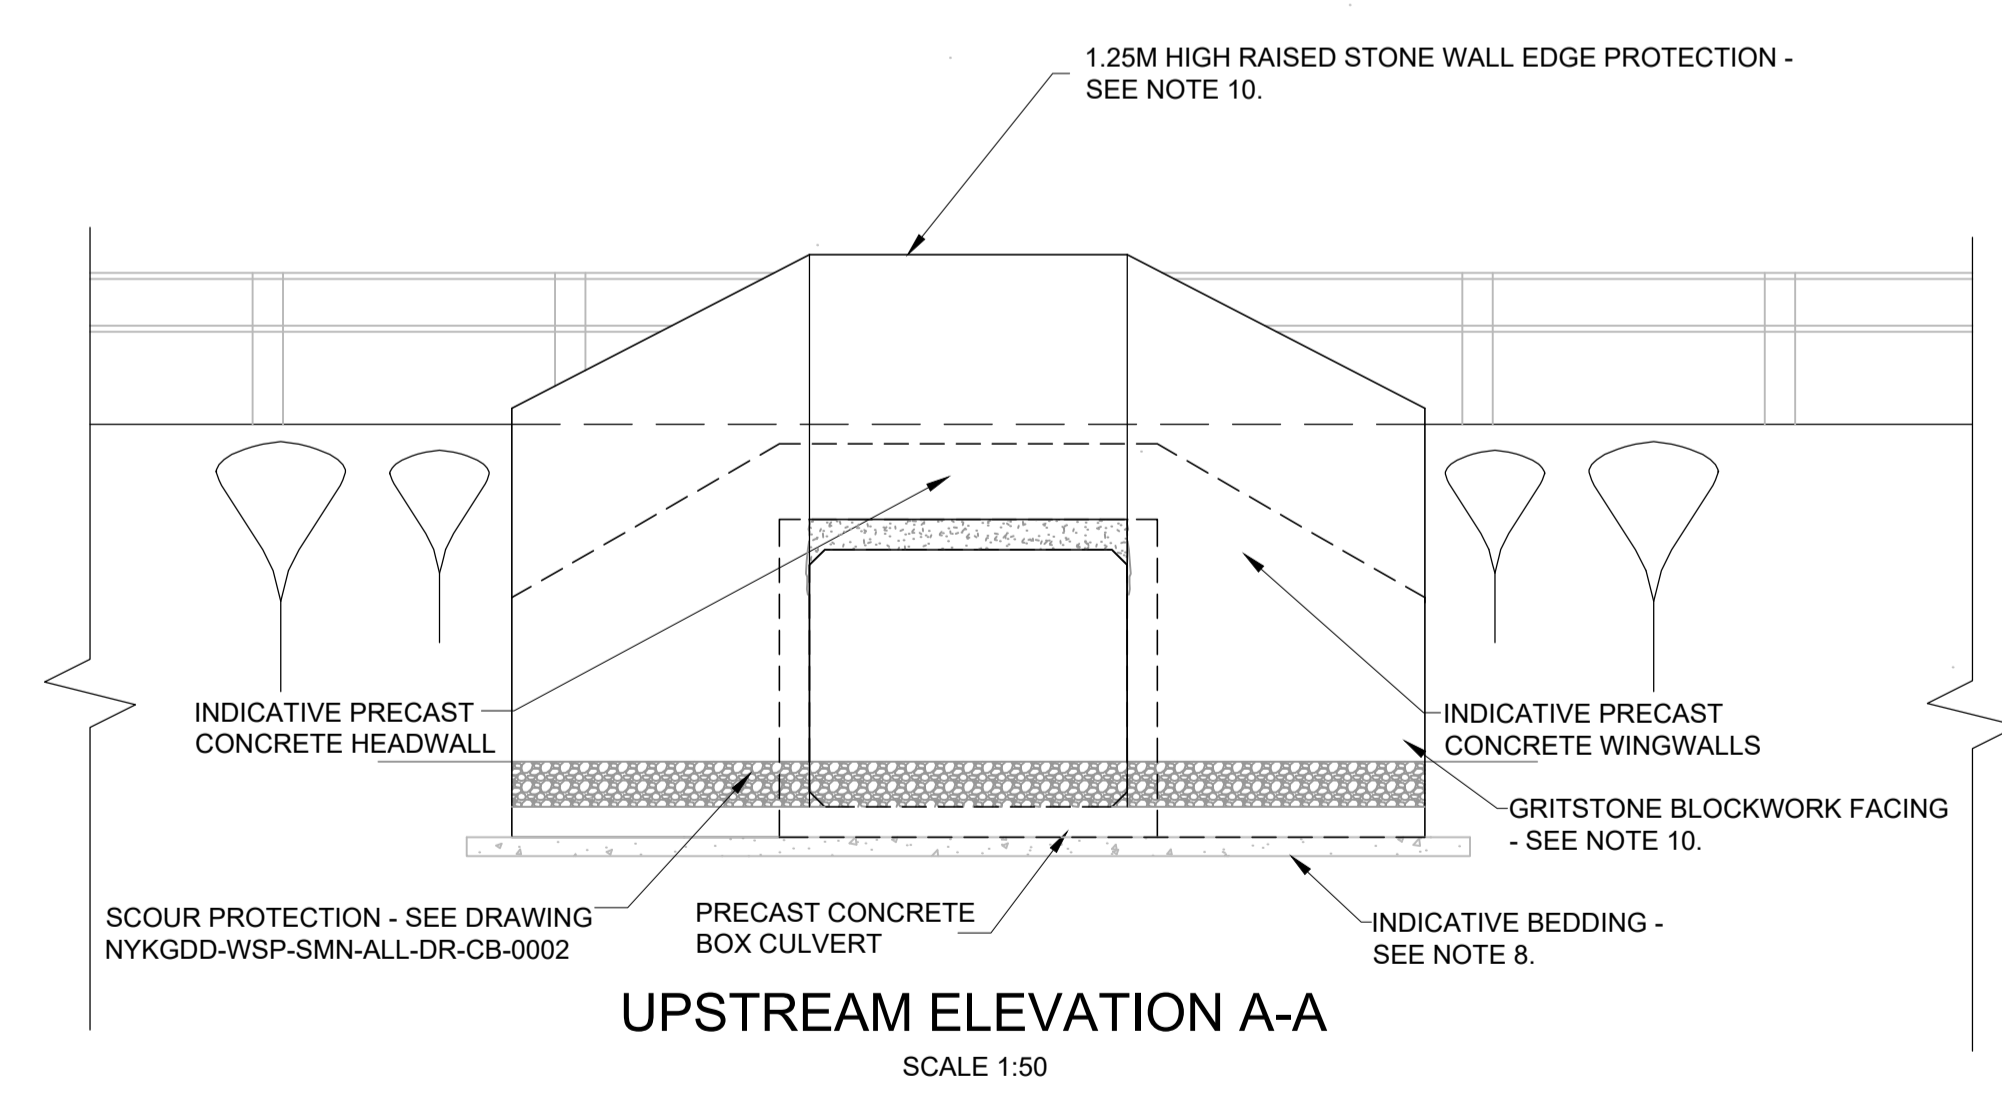 1.25M HIGH RAISED STONE WALL EDGE PROTECTION -
SEE NOTE 10.
INDICATIVE PRECAST
CONCRETE HEADWALL
INDICATIVE PRECAST
CONCRETE WINGWALLS
GRITSTONE BLOCKWORK FACING
- SEE NOTE 10.
SCOUR PROTECTION - SEE DRAWING
NYKGDD-WSP-SMN-ALL-DR-CB-0002
PRECAST CONCRETE
BOX CULVERT
INDICATIVE BEDDING -
SEE NOTE 8.
UPSTREAM ELEVATION A-A
SCALE 1:50